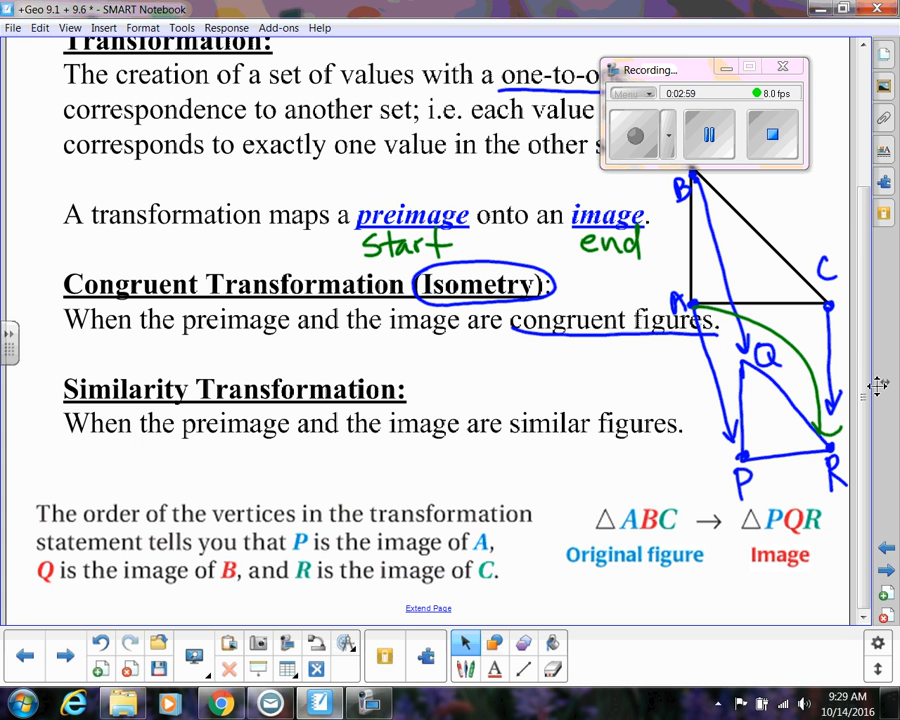 +Geo 9.1 + 9.6 * - SMART Notebook
File Edit View Insert Format Tools Response Add-ons Help
Transformation:
The creation of a set of values with a one-to-o
correspondence to another set; i.e. each value
corresponds to exactly one value in the other s
Recording...
Menu 0:02:59 8.0 fps
A transformation maps a preimage onto an image.
start end
Congruent Transformation (Isometry):
When the preimage and the image are congruent figures.
Similarity Transformation:
When the preimage and the image are similar figures.
B
C
A
Q
P
R
The order of the vertices in the transformation
statement tells you that P is the image of A,
Q is the image of B, and R is the image of C.
△ABC → △PQR
Original figure Image
Extend Page
9:29 AM
10/14/2016